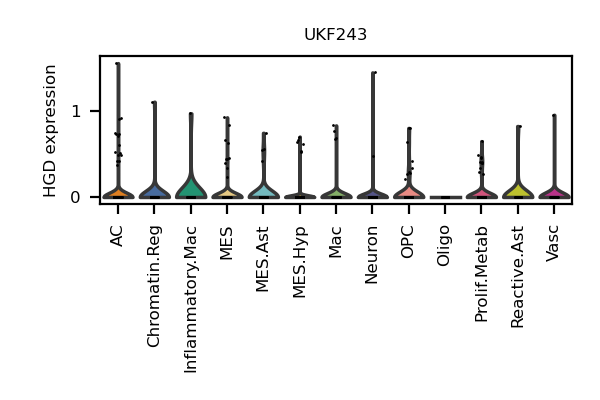 UKF243
HGD expression
1
0
AC
Chromatin.Reg
Inflammatory.Mac
MES
MES.Ast
MES.Hyp
Mac
Neuron
OPC
Oligo
Prolif.Metab
Reactive.Ast
Vasc